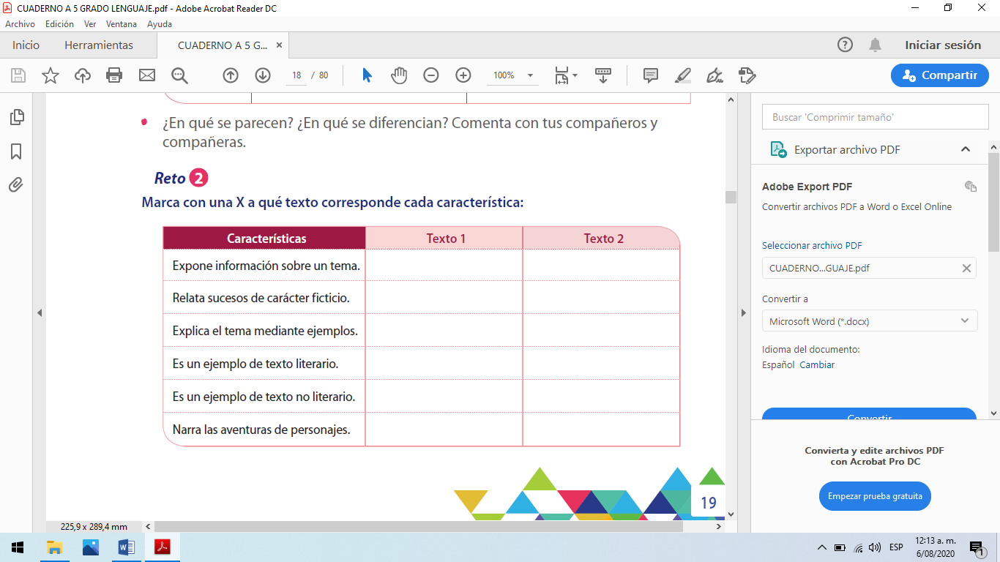 CUADERNO A 5 GRADO LENGUAJE.pdf - Adobe Acrobat Reader DC
Archivo Edición Ver Ventana Ayuda
Inicio Herramientas CUADERNO A 5 G... × Iniciar sesión
18 / 80 100% Compartir
¿En qué se parecen? ¿En qué se diferencian? Comenta con tus compañeros y
compañeras.
Reto 2
Marca con una X a qué texto corresponde cada característica:
Características Texto 1 Texto 2
Expone información sobre un tema.
Relata sucesos de carácter ficticio.
Explica el tema mediante ejemplos.
Es un ejemplo de texto literario.
Es un ejemplo de texto no literario.
Narra las aventuras de personajes.
19
225,9 x 289,4 mm
Buscar 'Comprimir tamaño'
Exportar archivo PDF
Adobe Export PDF
Convertir archivos PDF a Word o Excel Online
Seleccionar archivo PDF
CUADERNO...GUAJE.pdf
Convertir a
Microsoft Word (*.docx)
Idioma del documento:
Español Cambiar
Convertir
Convierta y edite archivos PDF
con Acrobat Pro DC
Empezar prueba gratuita
ESP
12:13 a. m.
6/08/2020
1